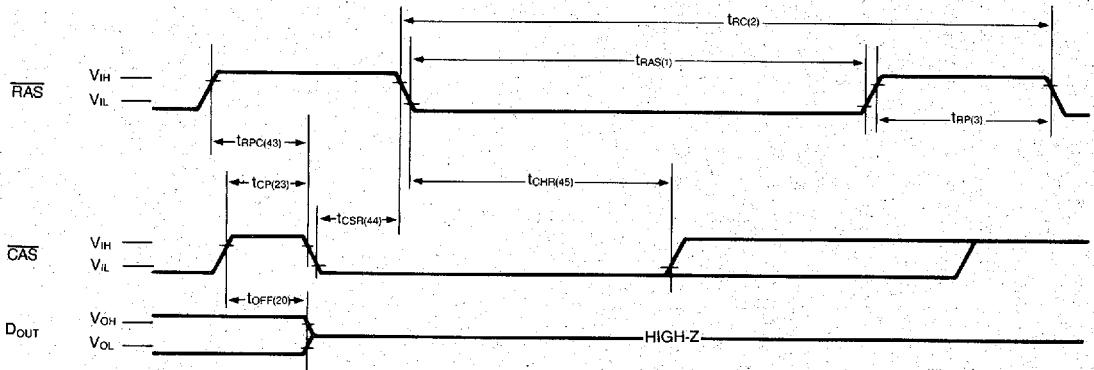 tRC(2)
tRAS(1)
RAS
VIH
VIL
tRP(3)
tRPC(43)
tCP(23)
tCHR(45)
tCSR(44)
CAS
VIH
VIL
tOFF(20)
DOUT
VOH
VOL
HIGH-Z